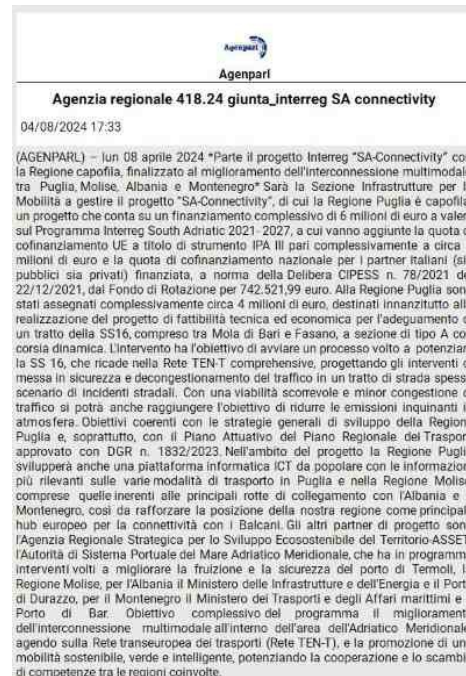 Agenparl
Agenparl
Agenzia regionale 418.24 giunta_interreg SA connectivity
04/08/2024 17:33
(AGENPARL) – lun 08 aprile 2024 *Parte il progetto Interreg "SA-Connectivity" co
la Regione capofila, finalizzato al miglioramento dell'interconnessione multimodal
tra Puglia, Molise, Albania e Montenegro* Sarà la Sezione Infrastrutture per l
Mobilità a gestire il progetto "SA-Connectivity", di cui la Regione Puglia è capofila
un progetto che conta su un finanziamento complessivo di 6 milioni di euro a valer
sul Programma Interreg South Adriatic 2021- 2027, a cui vanno aggiunte la quota d
cofinanziamento UE a titolo di strumento IPA III pari complessivamente a circa
milioni di euro e la quota di cofinanziamento nazionale per i partner italiani (si
pubblici sia privati) finanziata, a norma della Delibera CIPESS n. 78/2021 de
22/12/2021, dal Fondo di Rotazione per 742.521,99 euro. Alla Regione Puglia son
stati assegnati complessivamente circa 4 milioni di euro, destinati innanzitutto all
realizzazione del progetto di fattibilità tecnica ed economica per l'adeguamento d
un tratto della SS16, compreso tra Mola di Bari e Fasano, a sezione di tipo A co
corsia dinamica. L'intervento ha l'obiettivo di avviare un processo volto a potenziar
la SS 16, che ricade nella Rete TEN-T comprehensive, progettando gli interventi d
messa in sicurezza e decongestionamento del traffico in un tratto di strada spess
scenario di incidenti stradali. Con una viabilità scorrevole e minor congestione d
traffico si potrà anche raggiungere l'obiettivo di ridurre le emissioni inquinanti i
atmosfera. Obiettivi coerenti con le strategie generali di sviluppo della Region
Puglia e, soprattutto, con il Piano Attuativo del Piano Regionale dei Traspor
approvato con DGR n. 1832/2023. Nell'ambito del progetto la Regione Pugli
svilupperà anche una piattaforma informatica ICT da popolare con le informazion
più rilevanti sulle varie modalità di trasporto in Puglia e nella Regione Molise
comprese quelle inerenti alle principali rotte di collegamento con l'Albania e
Montenegro, così da rafforzare la posizione della nostra regione come principal
hub europeo per la connettività con i Balcani. Gli altri partner di progetto son
l'Agenzia Regionale Strategica per lo Sviluppo Ecosostenibile del Territorio-ASSET
l'Autorità di Sistema Portuale del Mare Adriatico Meridionale, che ha in programm
interventi volti a migliorare la fruizione e la sicurezza del porto di Termoli, l
Regione Molise, per l'Albania il Ministero delle Infrastrutture e dell'Energia e il Port
di Durazzo, per il Montenegro il Ministero dei Trasporti e degli Affari marittimi e
Porto di Bar. Obiettivo complessivo del programma il migliorament
dell'interconnessione multimodale all'interno dell'area dell'Adriatico Meridionale
agendo sulla Rete transeuropea dei trasporti (Rete TEN-T), e la promozione di un
mobilità sostenibile, verde e intelligente, potenziando la cooperazione e lo scambi
di competenze tra le regioni coinvolte.